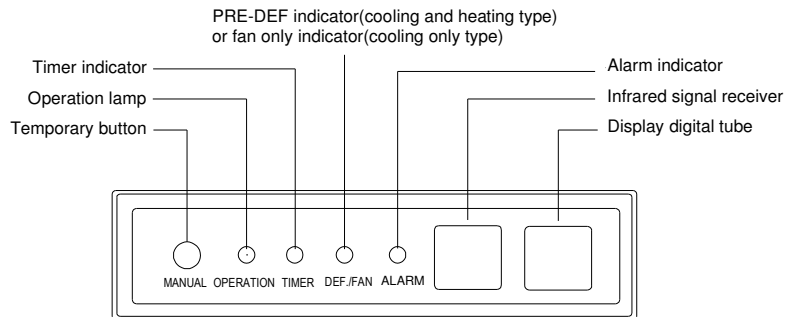 PRE-DEF indicator(cooling and heating type)
or fan only indicator(cooling only type)
Timer indicator
Alarm indicator
Operation lamp
Infrared signal receiver
Temporary button
Display digital tube
MANUAL OPERATION TIMER DEF./FAN ALARM